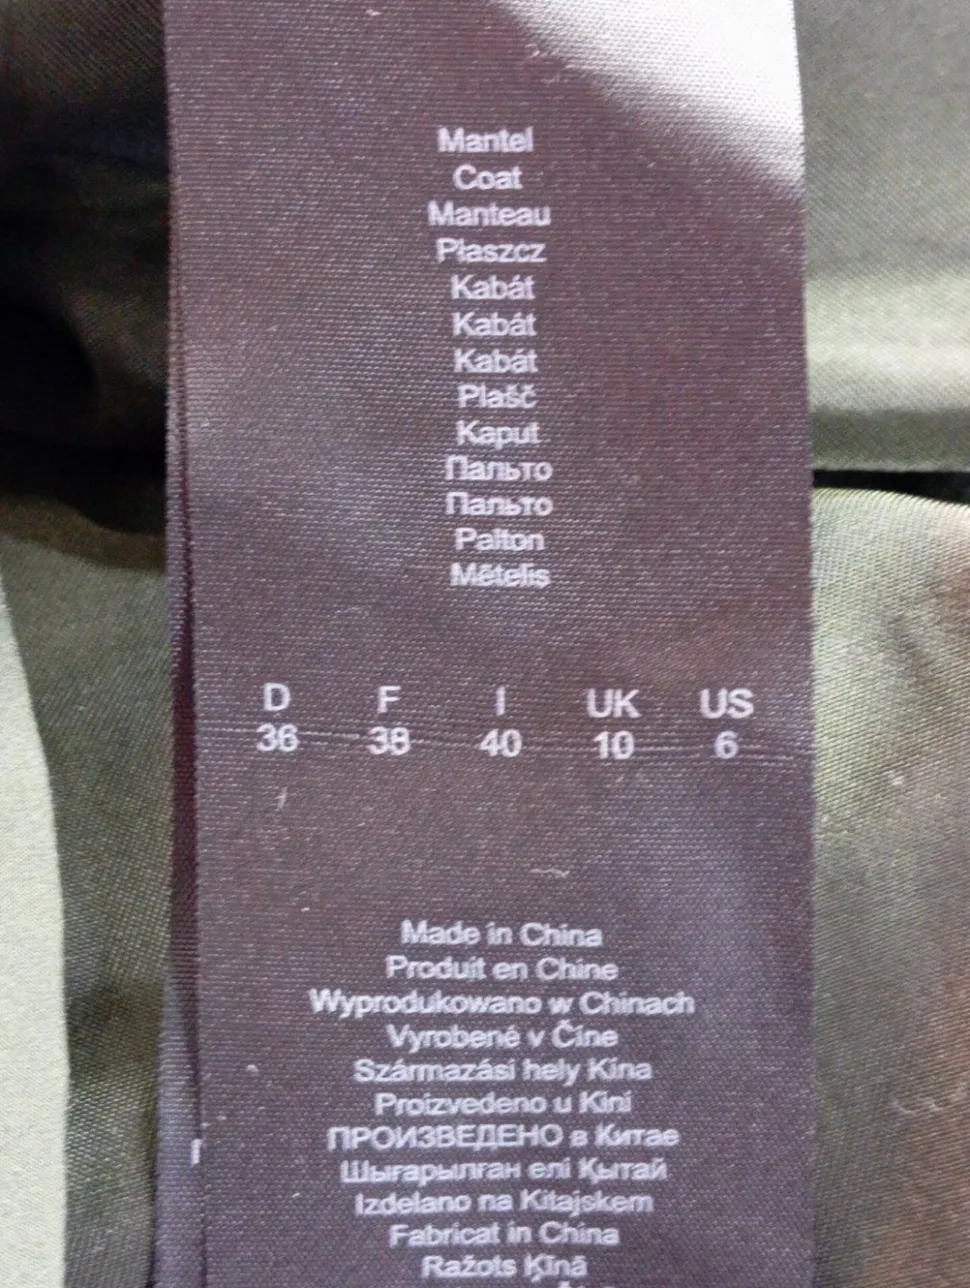 Mantel
Coat
Manteau
Płaszcz
Kabát
Kabát
Kabát
Plašč
Kaput
Пальто
Пальто
Palton
Mētelis
D F I UK US
36 38 40 10 6
Made in China
Produit en Chine
Wyprodukowano w Chinach
Vyrobené v Číne
Származási hely Kína
Proizvedeno u Kini
ПРОИЗВЕДЕНО в Китае
Шығарылған елі Қытай
Izdelano na Kitajskem
Fabricat in China
Ražots Ķīnā